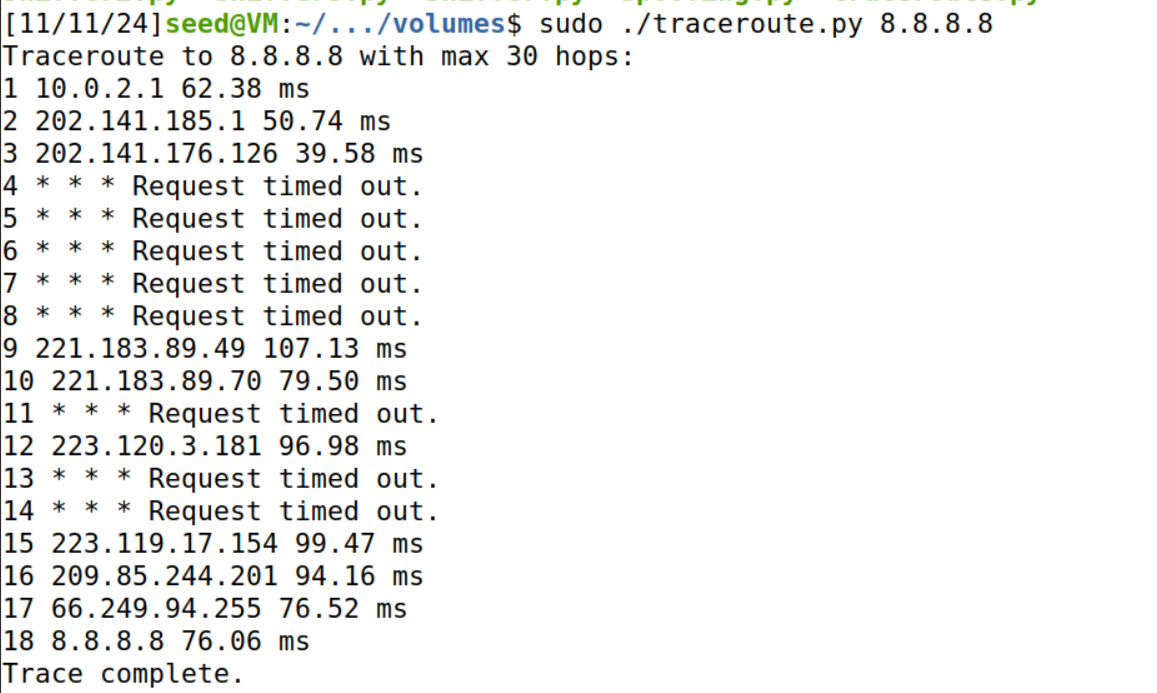 [11/11/24]seed@VM:~/.../volumes$ sudo ./traceroute.py 8.8.8.8
Traceroute to 8.8.8.8 with max 30 hops:
1 10.0.2.1 62.38 ms
2 202.141.185.1 50.74 ms
3 202.141.176.126 39.58 ms
4 * * * Request timed out.
5 * * * Request timed out.
6 * * * Request timed out.
7 * * * Request timed out.
8 * * * Request timed out.
9 221.183.89.49 107.13 ms
10 221.183.89.70 79.50 ms
11 * * * Request timed out.
12 223.120.3.181 96.98 ms
13 * * * Request timed out.
14 * * * Request timed out.
15 223.119.17.154 99.47 ms
16 209.85.244.201 94.16 ms
17 66.249.94.255 76.52 ms
18 8.8.8.8 76.06 ms
Trace complete.